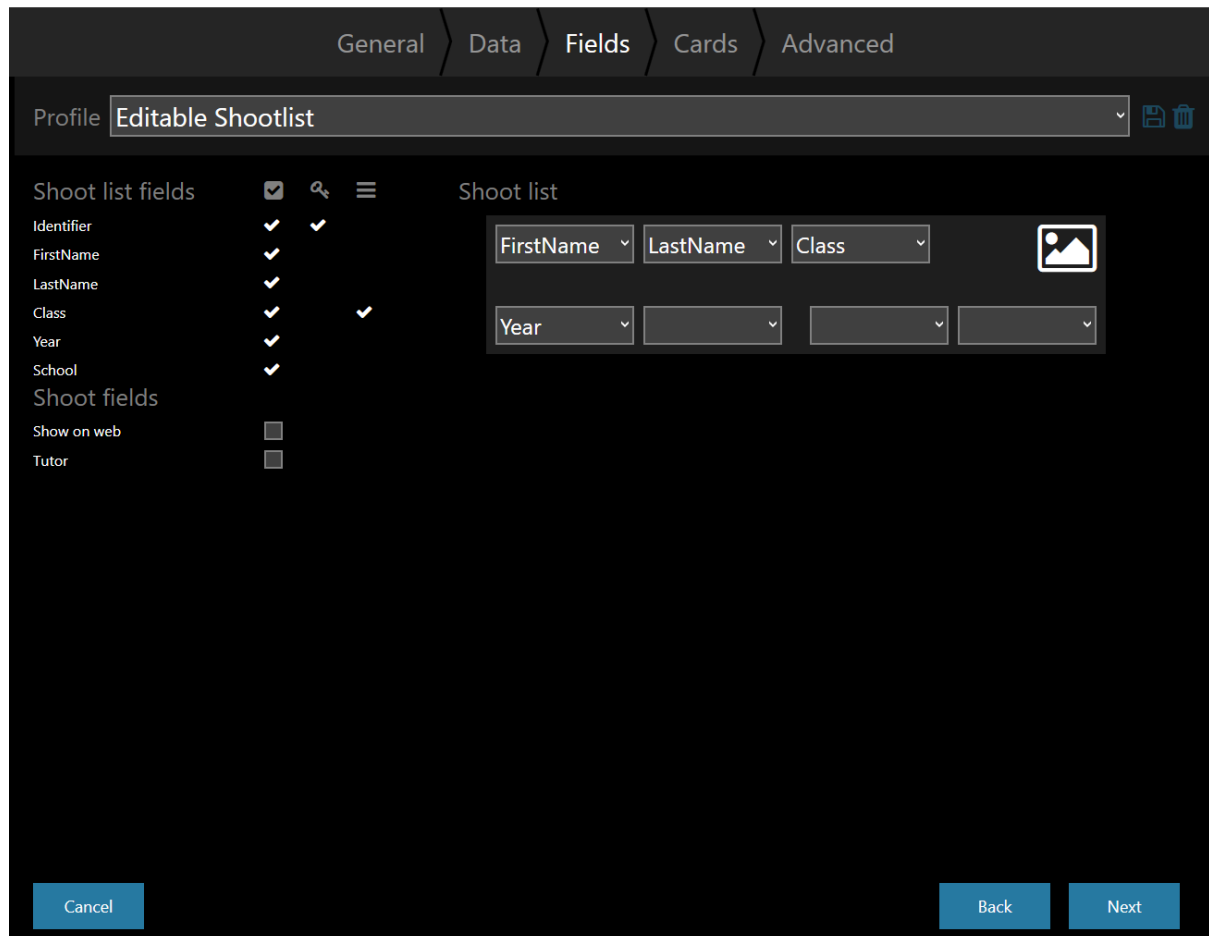 General Data Fields Cards Advanced
Profile Editable Shootlist
Shoot list fields
Identifier
FirstName
LastName
Class
Year
School
Shoot fields
Show on web
Tutor
Shoot list
FirstName LastName Class
Year
Cancel Back Next